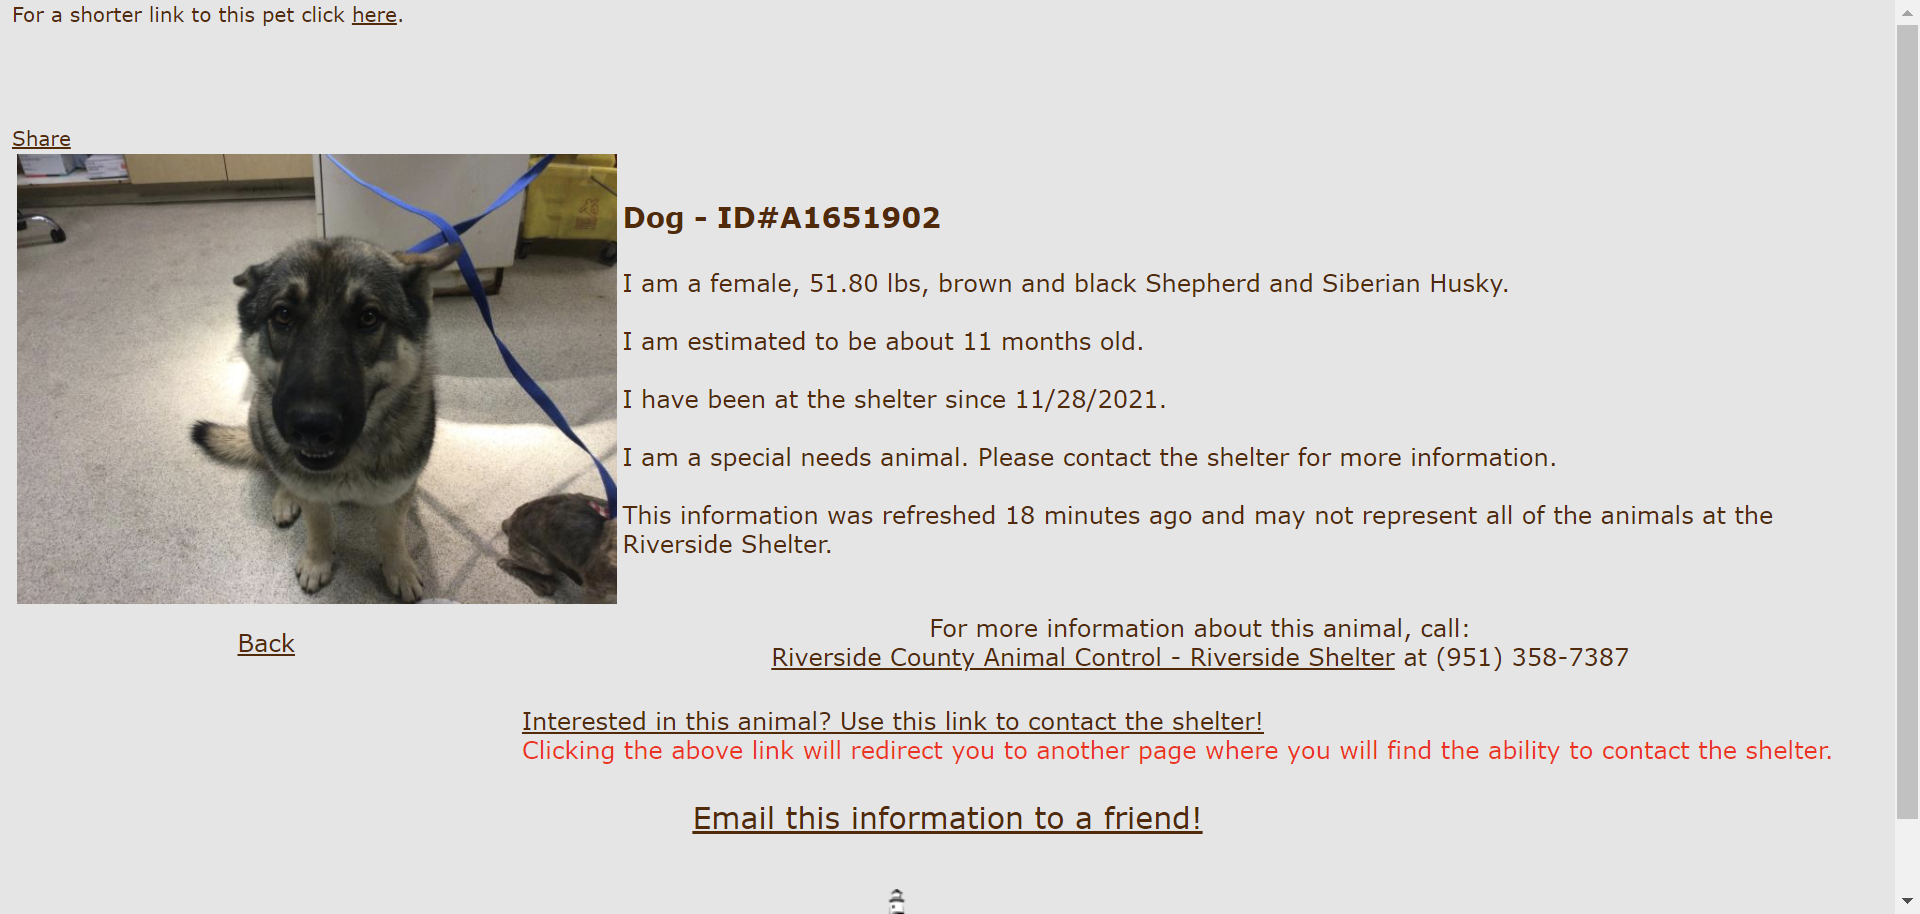 For a shorter link to this pet click here.
Share
Dog - ID#A1651902
I am a female, 51.80 lbs, brown and black Shepherd and Siberian Husky.
I am estimated to be about 11 months old.
I have been at the shelter since 11/28/2021.
I am a special needs animal. Please contact the shelter for more information.
This information was refreshed 18 minutes ago and may not represent all of the animals at the
Riverside Shelter.
Back
For more information about this animal, call:
Riverside County Animal Control - Riverside Shelter at (951) 358-7387
Interested in this animal? Use this link to contact the shelter!
Clicking the above link will redirect you to another page where you will find the ability to contact the shelter.
Email this information to a friend!